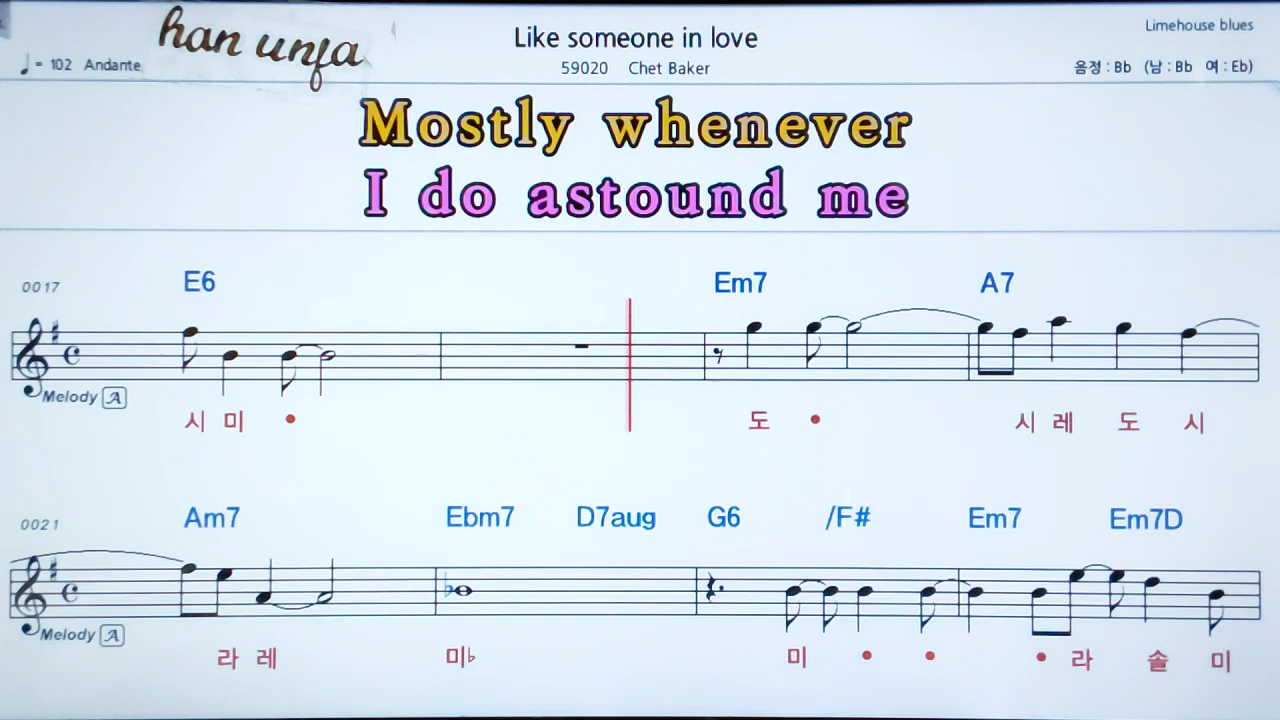 han unja
Like someone in love
Limehouse blues
♩ = 102 Andante
59020 Chet Baker
음정 : Bb (남 : Bb 여 : Eb)
Mostly whenever
I do astound me
0017
E6 Em7 A7
Melody A
시 미 • 도 • 시 레 도 시
0021
Am7 Ebm7 D7aug G6 /F# Em7 Em7D
Melody A
라 레 미♭ 미 • • • 라 솔 미